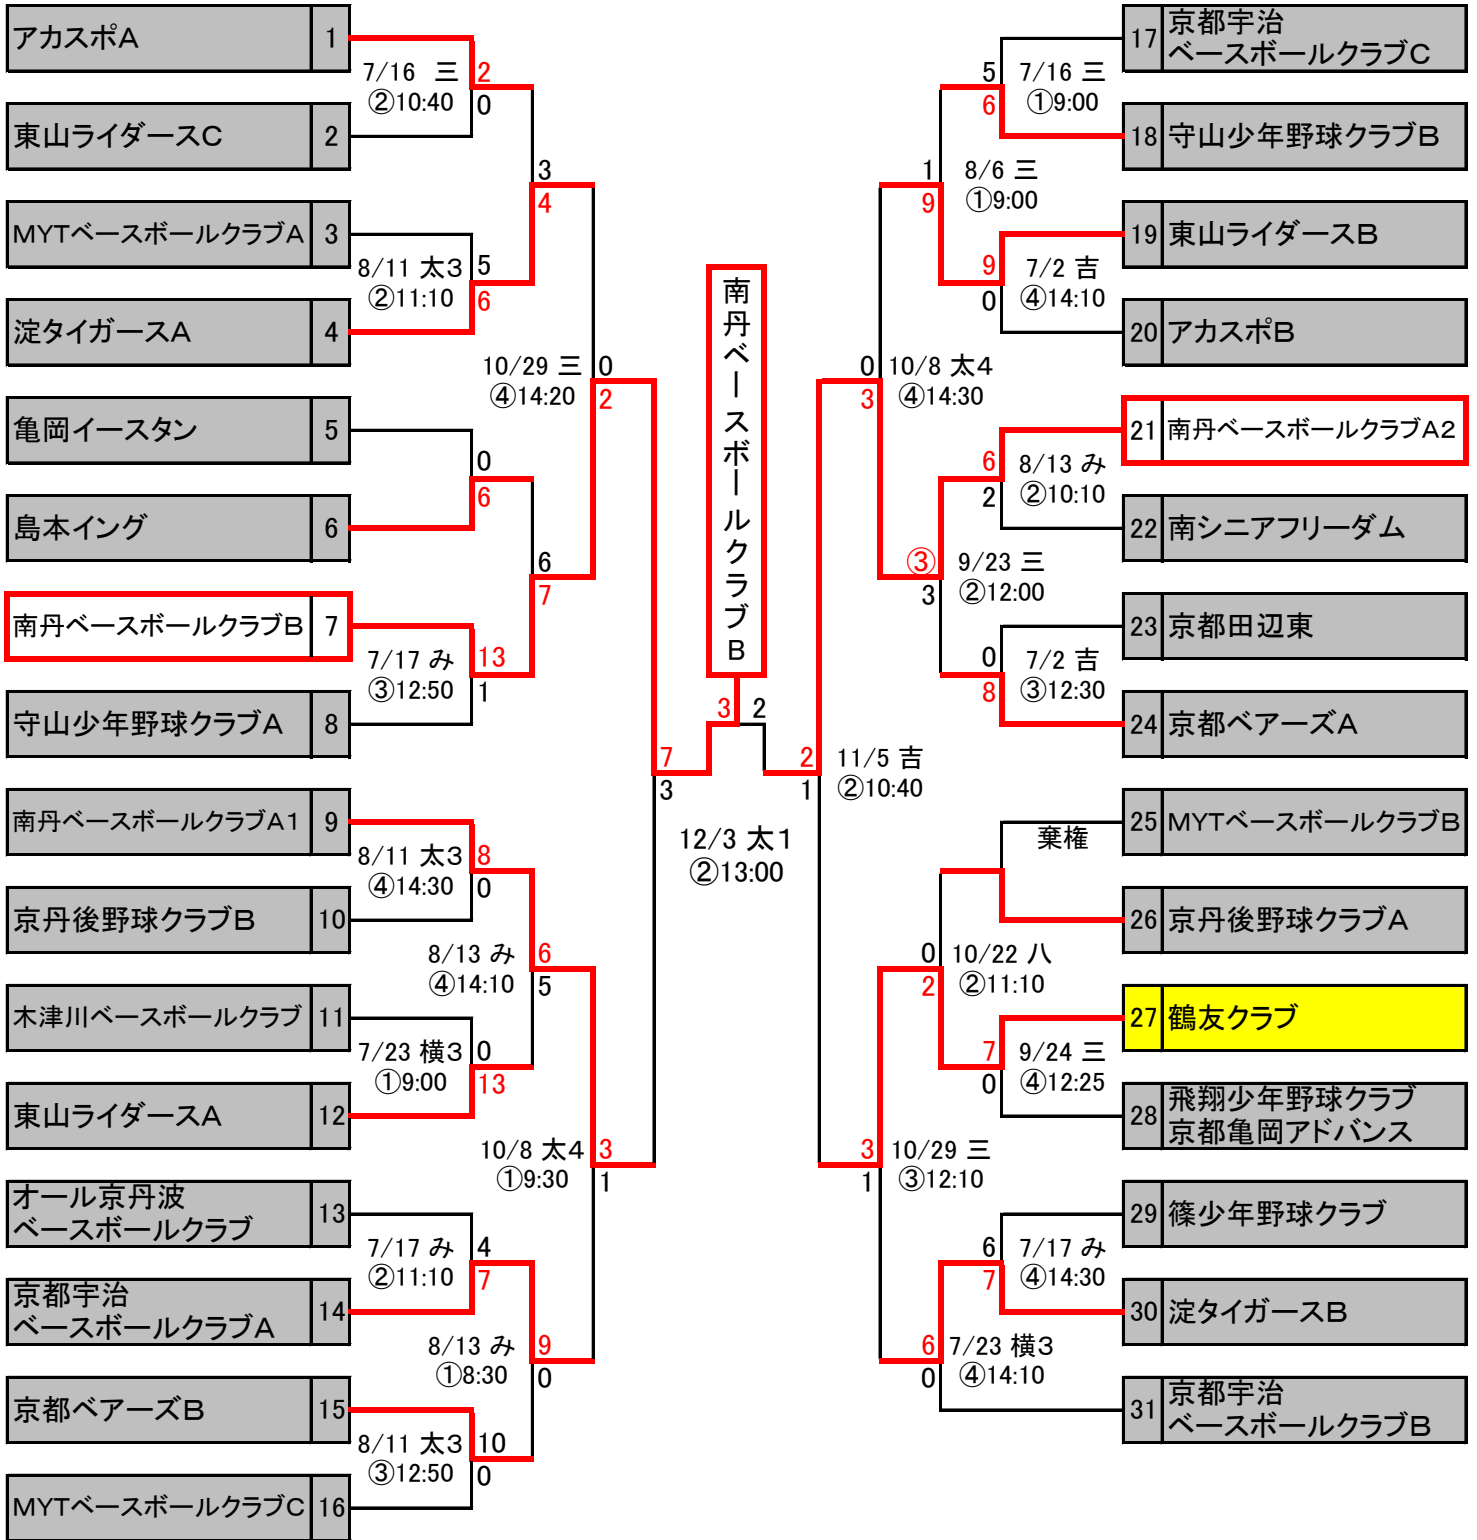 アカスポA 1
7/16 三
②10:40
2
0
東山ライダースC 2
3
4
MYTベースボールクラブA 3
8/11 太3
②11:10
5
6
淀タイガースA 4
10/29 三
④14:20
0
2
亀岡イースタン 5
0
6
島本イング 6
6
7
南丹ベースボールクラブB 7
7/17 み
③12:50
13
1
守山少年野球クラブA 8
7
3
南丹ベースボールクラブA1 9
8/11 太3
④14:30
8
0
京丹後野球クラブB 10
8/13 み
④14:10
6
5
木津川ベースボールクラブ 11
7/23 横3
①9:00
0
13
東山ライダースA 12
10/8 太4
①9:30
3
1
オール京丹波
ベースボールクラブ 13
7/17 み
②11:10
4
7
京都宇治
ベースボールクラブA 14
8/13 み
①8:30
9
0
京都ベアーズB 15
8/11 太3
③12:50
10
0
MYTベースボールクラブC 16
南丹ベースボールクラブB
3 2
12/3 太1
②13:00
17 京都宇治
ベースボールクラブC
5
6
7/16 三
①9:00
18 守山少年野球クラブB
1
9
8/6 三
①9:00
19 東山ライダースB
9
0
7/2 吉
④14:10
20 アカスポB
0
3
10/8 太4
④14:30
21 南丹ベースボールクラブA2
6
2
8/13 み
②10:10
22 南シニアフリーダム
③
3
9/23 三
②12:00
23 京都田辺東
0
8
7/2 吉
③12:30
24 京都ベアーズA
2
1
11/5 吉
②10:40
25 MYTベースボールクラブB
棄権
26 京丹後野球クラブA
0
2
10/22 八
②11:10
27 鶴友クラブ
7
0
9/24 三
④12:25
28 飛翔少年野球クラブ
京都亀岡アドバンス
3
1
10/29 三
③12:10
29 篠少年野球クラブ
6
7
7/17 み
④14:30
30 淀タイガースB
6
0
7/23 横3
④14:10
31 京都宇治
ベースボールクラブB